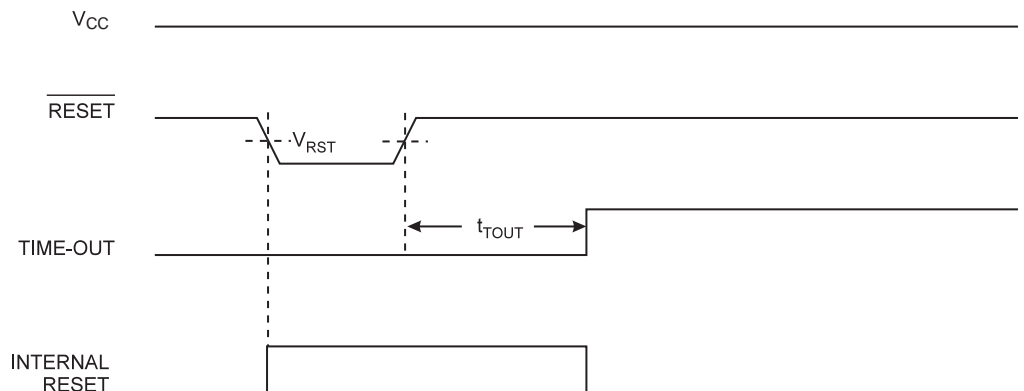 VCC
RESET
VRST
tTOUT
TIME-OUT
INTERNAL
RESET